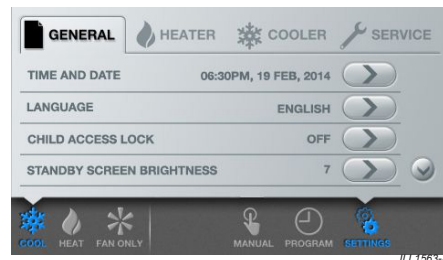 GENERAL HEATER COOLER SERVICE
TIME AND DATE 06:30PM, 19 FEB, 2014
LANGUAGE ENGLISH
CHILD ACCESS LOCK OFF
STANDBY SCREEN BRIGHTNESS 7
COOL HEAT FAN ONLY MANUAL PROGRAM SETTINGS
ILL1563-